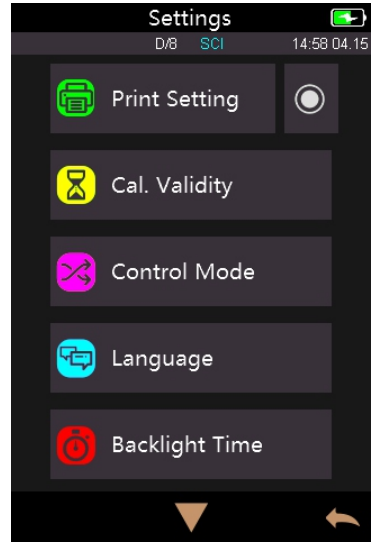 Settings
D/8 SCI 14:58 04.15
Print Setting
Cal. Validity
Control Mode
Language
Backlight Time